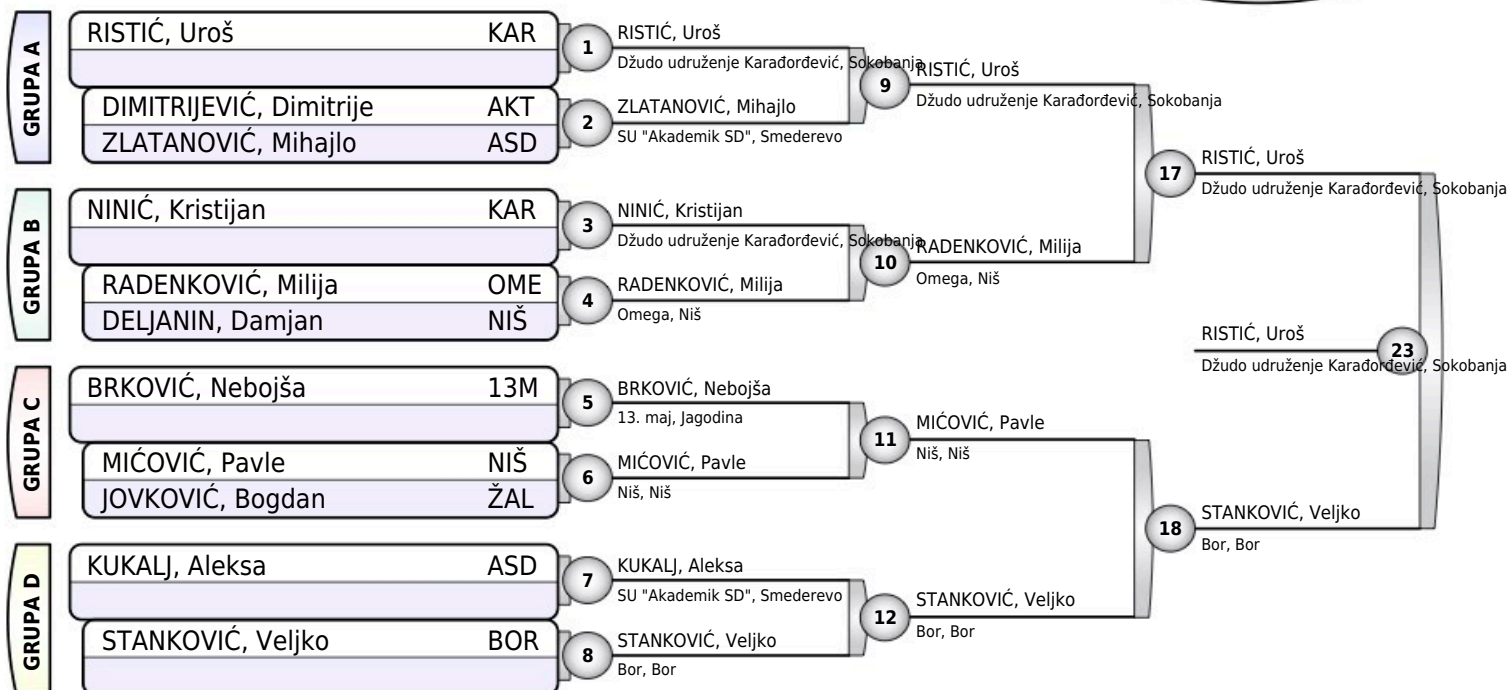 GRUPA A
RISTIĆ, Uroš KAR
DIMITRIJEVIĆ, Dimitrije AKT
ZLATANOVIĆ, Mihajlo ASD
GRUPA B
NINIĆ, Kristijan KAR
RADENKOVIĆ, Milija OME
DELJANIN, Damjan NIŠ
GRUPA C
BRKOVIĆ, Nebojša 13M
MIĆOVIĆ, Pavle NIŠ
JOVKOVIĆ, Bogdan ŽAL
GRUPA D
KUKALJ, Aleksa ASD
STANKOVIĆ, Veljko BOR
1
RISTIĆ, Uroš
Džudo udruženje Karađorđević, Sokobanja
2
ZLATANOVIĆ, Mihajlo
SU "Akademik SD", Smederevo
3
NINIĆ, Kristijan
Džudo udruženje Karađorđević, Sokobanja
4
RADENKOVIĆ, Milija
Omega, Niš
5
BRKOVIĆ, Nebojša
13. maj, Jagodina
6
MIĆOVIĆ, Pavle
Niš, Niš
7
KUKALJ, Aleksa
SU "Akademik SD", Smederevo
8
STANKOVIĆ, Veljko
Bor, Bor
9
RISTIĆ, Uroš
Džudo udruženje Karađorđević, Sokobanja
10
RADENKOVIĆ, Milija
Omega, Niš
11
MIĆOVIĆ, Pavle
Niš, Niš
12
STANKOVIĆ, Veljko
Bor, Bor
17
RISTIĆ, Uroš
Džudo udruženje Karađorđević, Sokobanja
18
STANKOVIĆ, Veljko
Bor, Bor
23
RISTIĆ, Uroš
Džudo udruženje Karađorđević, Sokobanja